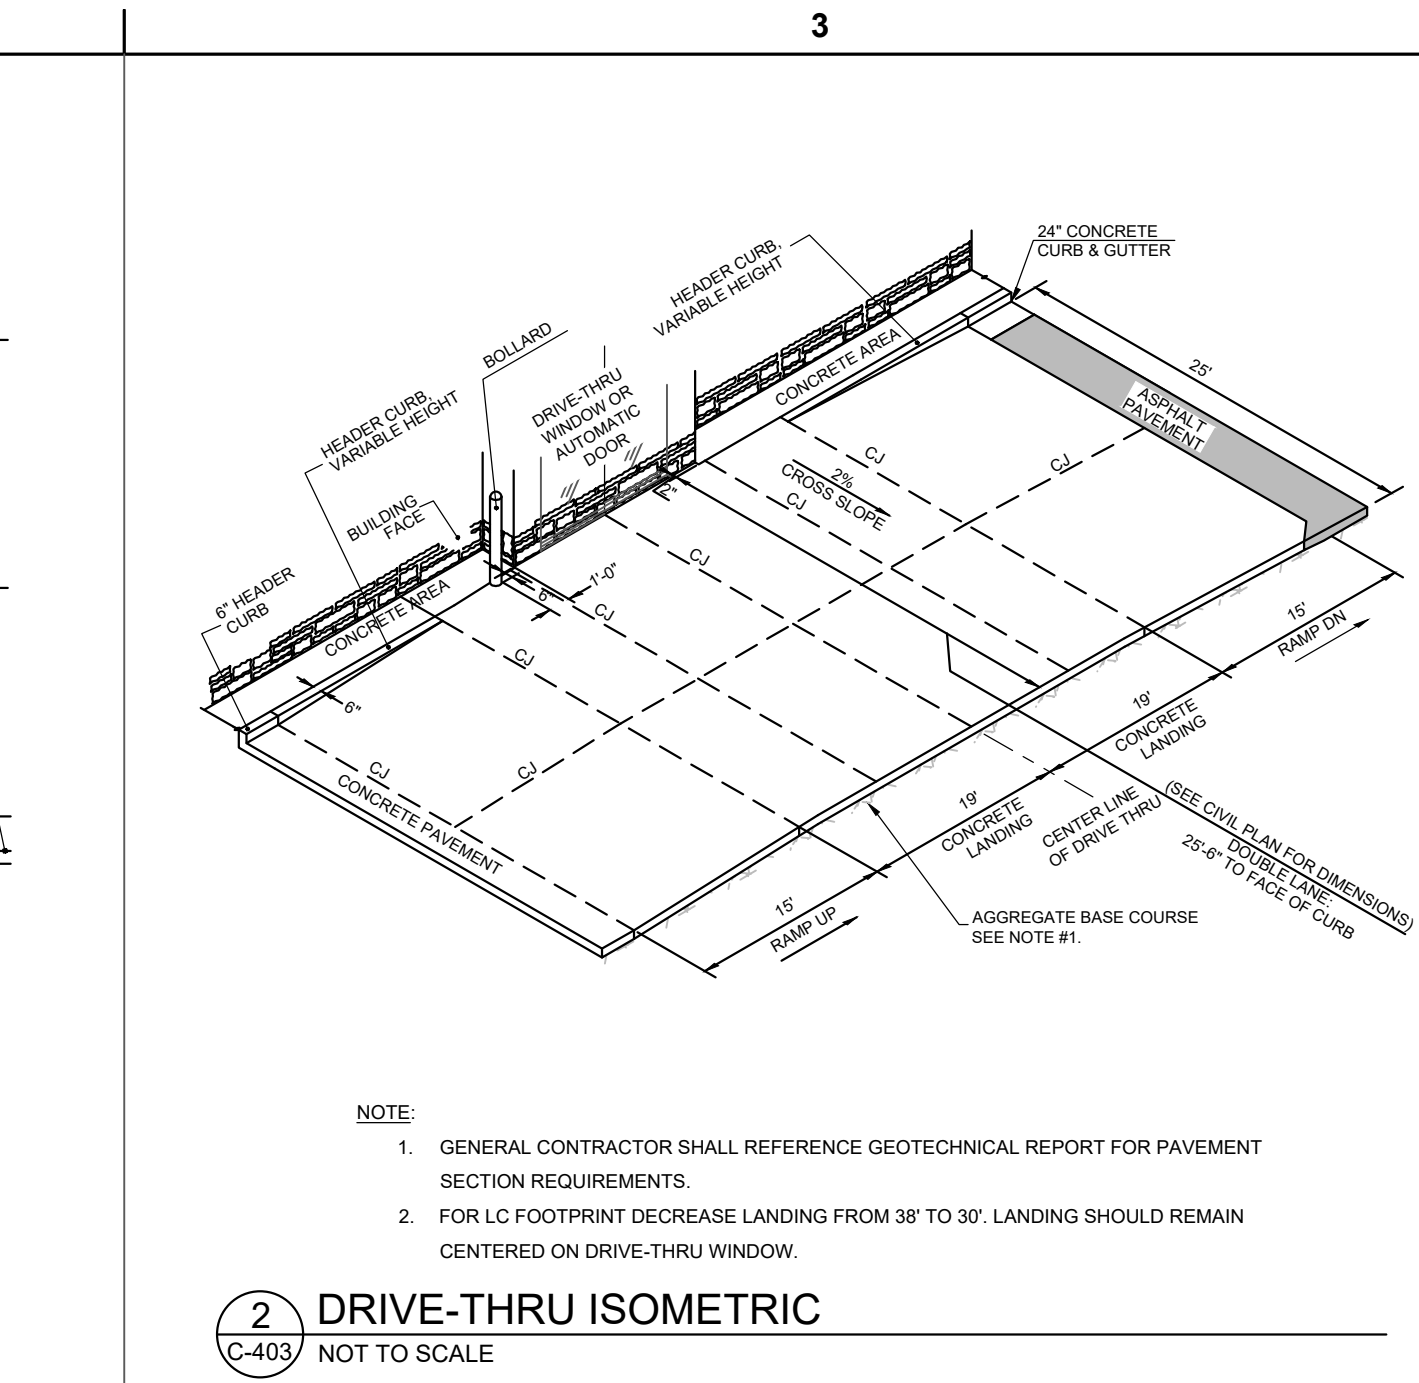 3
24" CONCRETE
CURB & GUTTER
HEADER CURB,
VARIABLE HEIGHT
BOLLARD
DRIVE-THRU
WINDOW OR
AUTOMATIC
DOOR
HEADER CURB,
VARIABLE HEIGHT
BUILDING
FACE
6" HEADER
CURB
CONCRETE AREA
CONCRETE AREA
25'
ASPHALT
PAVEMENT
2%
CROSS SLOPE
2"
CJ
CJ
CJ
CJ
CJ
CJ
CJ
CJ
1'-0"
6"
6"
CONCRETE PAVEMENT
15'
RAMP DN
19'
CONCRETE
LANDING
19'
CONCRETE
LANDING
CENTER LINE
OF DRIVE THRU
(SEE CIVIL PLAN FOR DIMENSIONS)
DOUBLE LANE:
25'-6" TO FACE OF CURB
15'
RAMP UP
AGGREGATE BASE COURSE
SEE NOTE #1.
NOTE:
1. GENERAL CONTRACTOR SHALL REFERENCE GEOTECHNICAL REPORT FOR PAVEMENT
SECTION REQUIREMENTS.
2. FOR LC FOOTPRINT DECREASE LANDING FROM 38' TO 30'. LANDING SHOULD REMAIN
CENTERED ON DRIVE-THRU WINDOW.
2
C-403
DRIVE-THRU ISOMETRIC
NOT TO SCALE